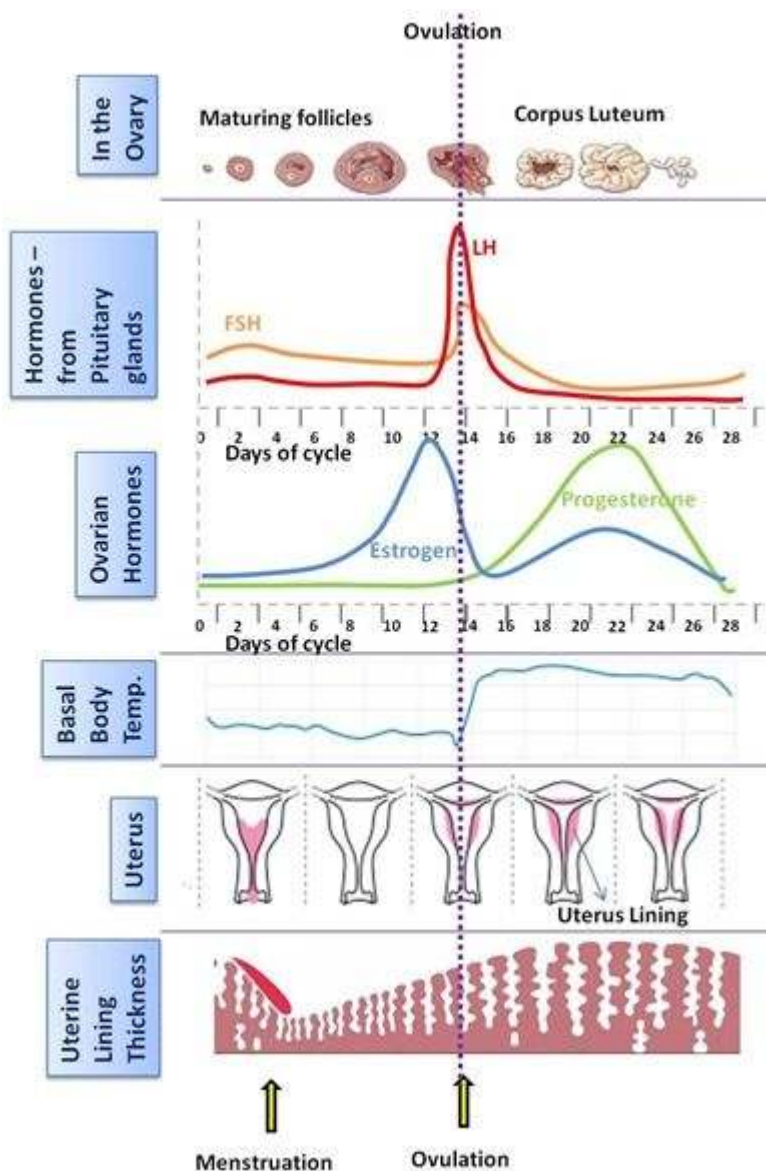 Ovulation
In the
Ovary
Maturing follicles
Corpus Luteum
Hormones –
from
Pituitary
glands
LH
FSH
0 2 4 6 8 10 12 14 16 18 20 22 24 26 28
Days of cycle
Ovarian
Hormones
Progesterone
Estrogen
0 2 4 6 8 10 12 14 16 18 20 22 24 26 28
Days of cycle
Basal
Body
Temp.
Uterus
Uterus Lining
Uterine
Lining
Thickness
Menstruation
Ovulation